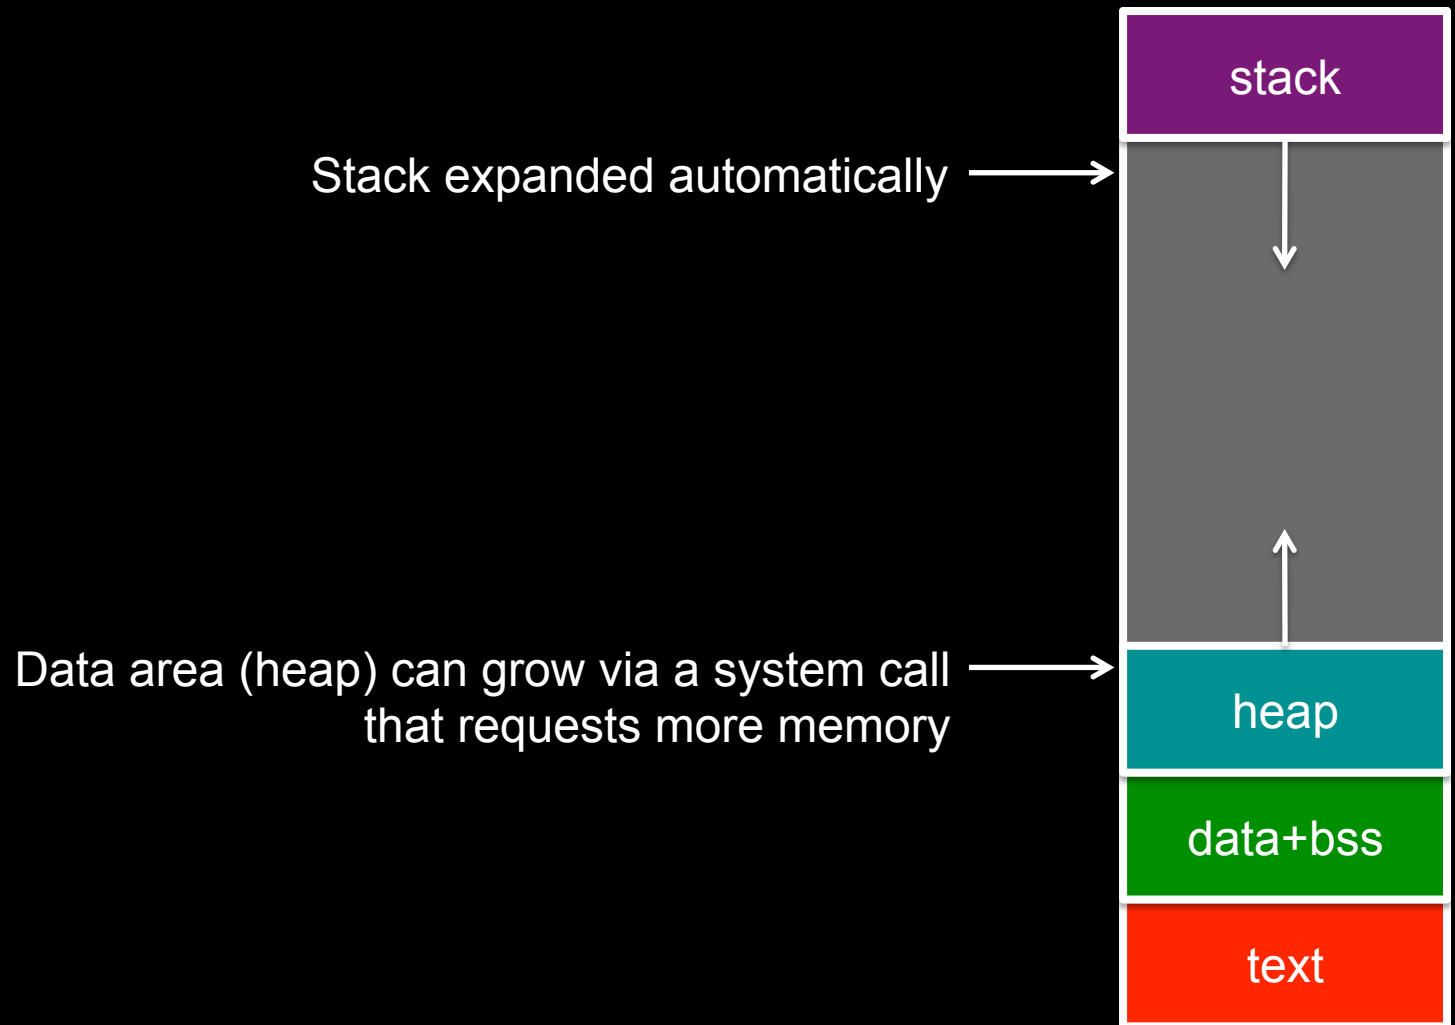 stack
Stack expanded automatically
Data area (heap) can grow via a system call
that requests more memory
heap
data+bss
text